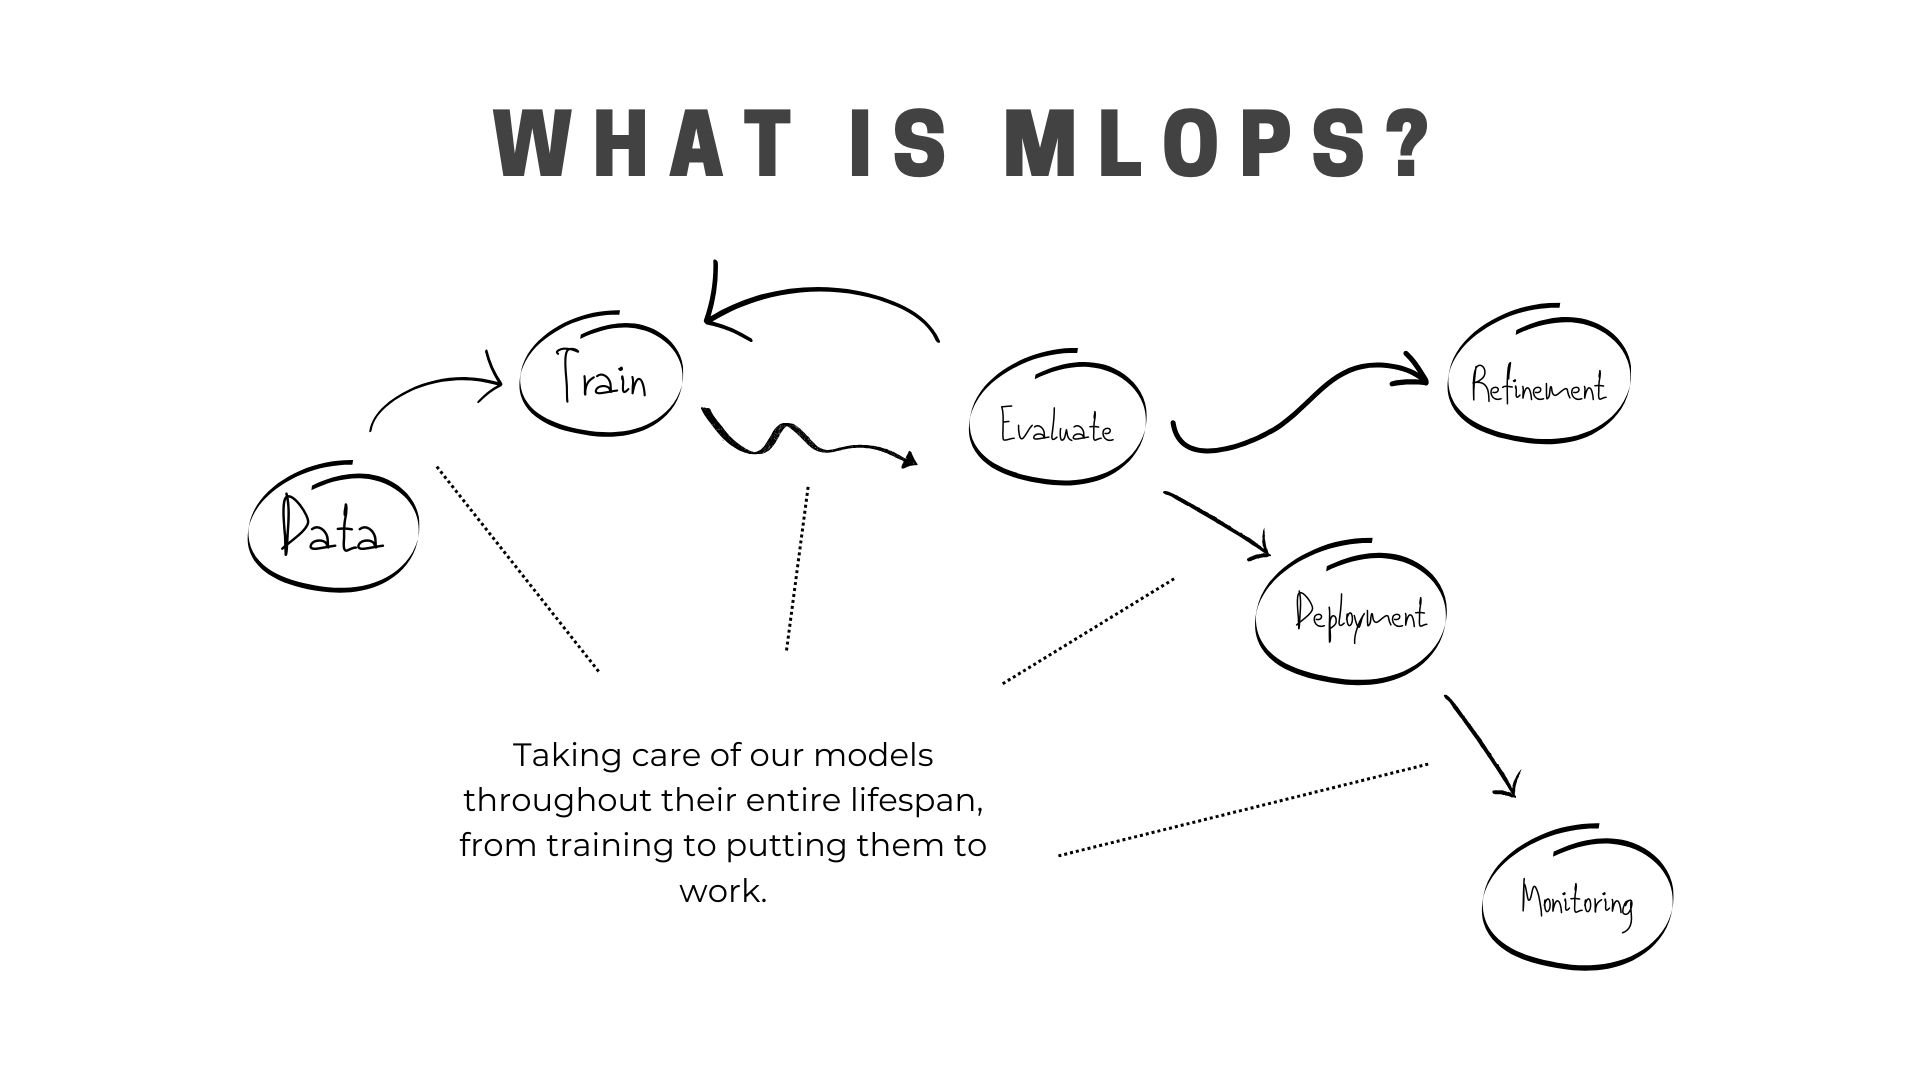 WHAT IS MLOPS?
Train
Refinement
Evaluate
Data
Deployment
Taking care of our models
throughout their entire lifespan,
from training to putting them to
work.
Monitoring